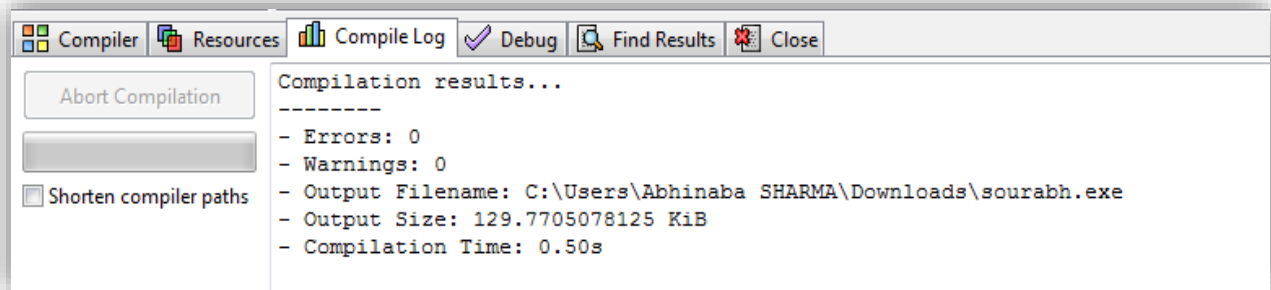 Compiler Resources Compile Log Debug Find Results Close
Abort Compilation
Shorten compiler paths
Compilation results...
--------
- Errors: 0
- Warnings: 0
- Output Filename: C:\Users\Abhinaba SHARMA\Downloads\sourabh.exe
- Output Size: 129.7705078125 KiB
- Compilation Time: 0.50s